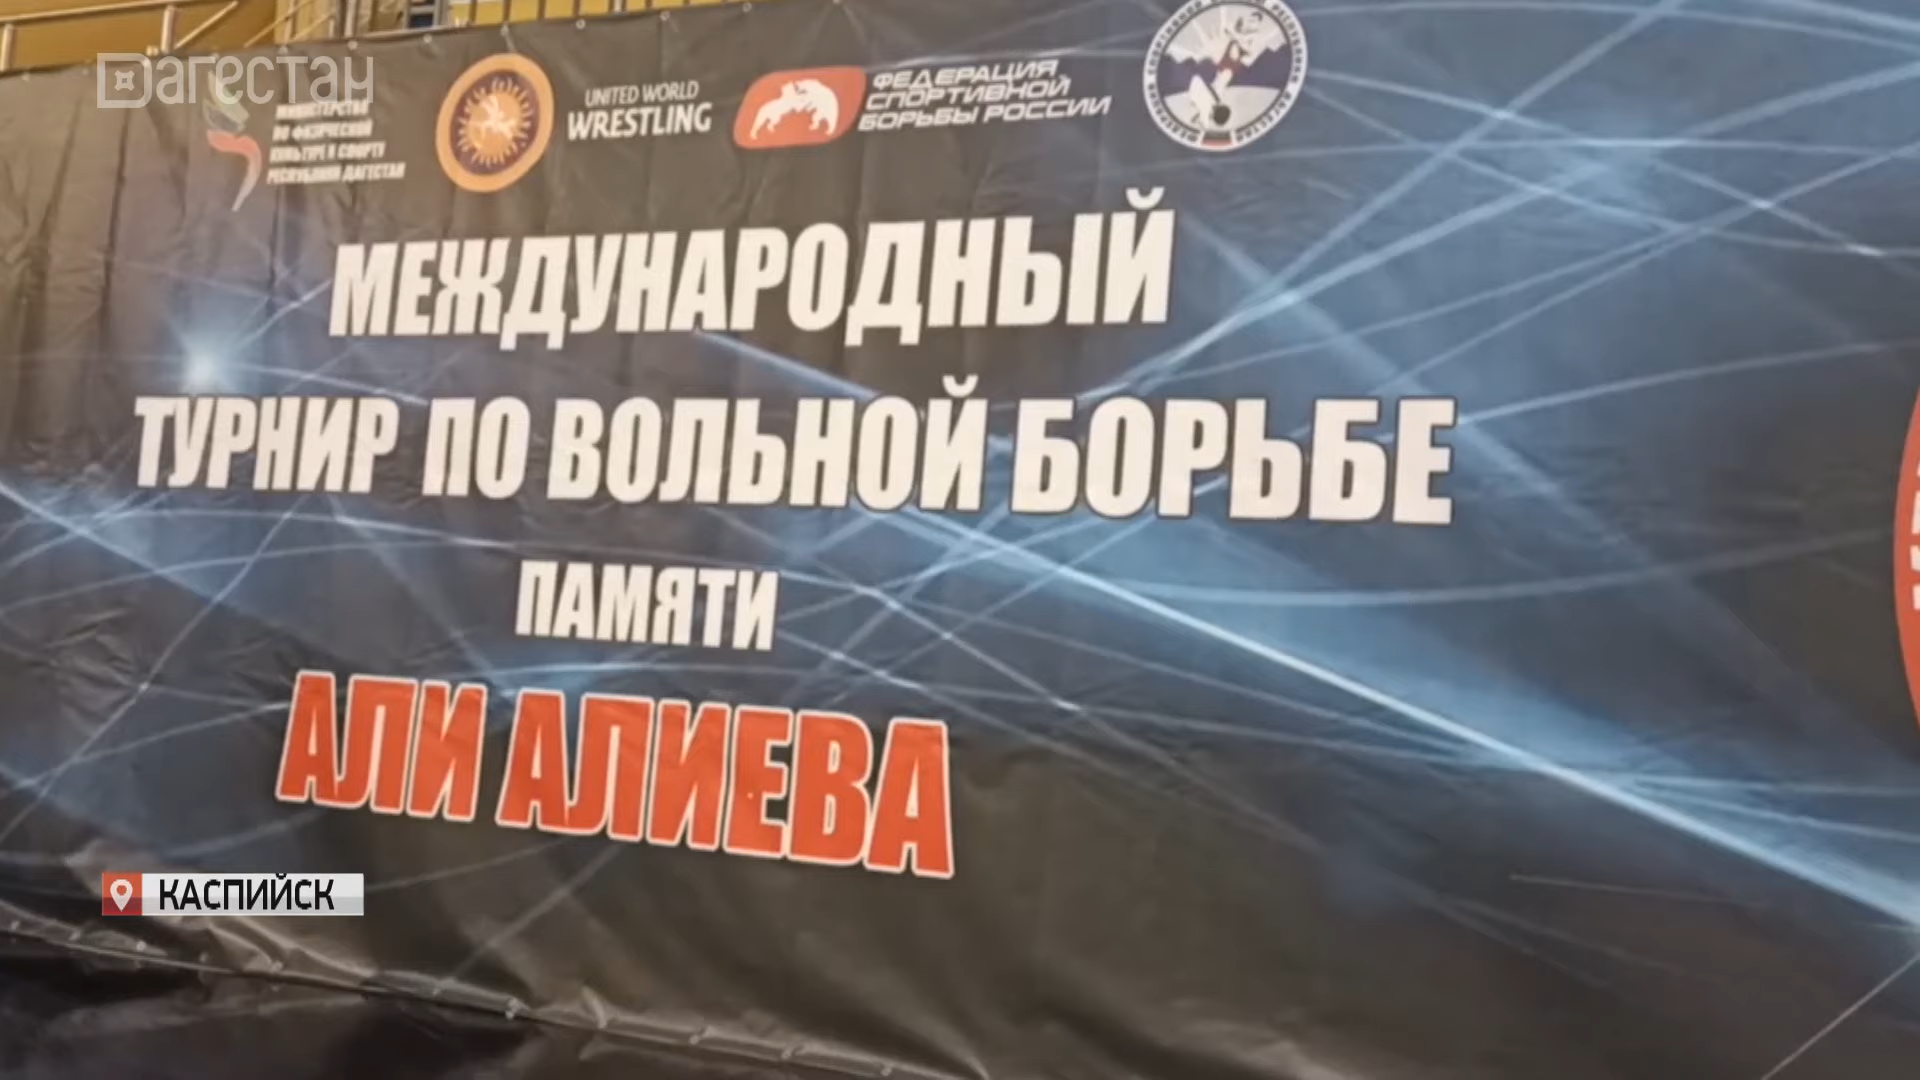 Дагестан
МИНИСТЕРСТВО
ПО ФИЗИЧЕСКОЙ
КУЛЬТУРЕ И СПОРТУ
РЕСПУБЛИКИ ДАГЕСТАН
UNITED WORLD
WRESTLING
ФЕДЕРАЦИЯ
СПОРТИВНОЙ
БОРЬБЫ РОССИИ
МЕЖДУНАРОДНЫЙ
ТУРНИР ПО ВОЛЬНОЙ БОРЬБЕ
ПАМЯТИ
АЛИ АЛИЕВА
КАСПИЙСК